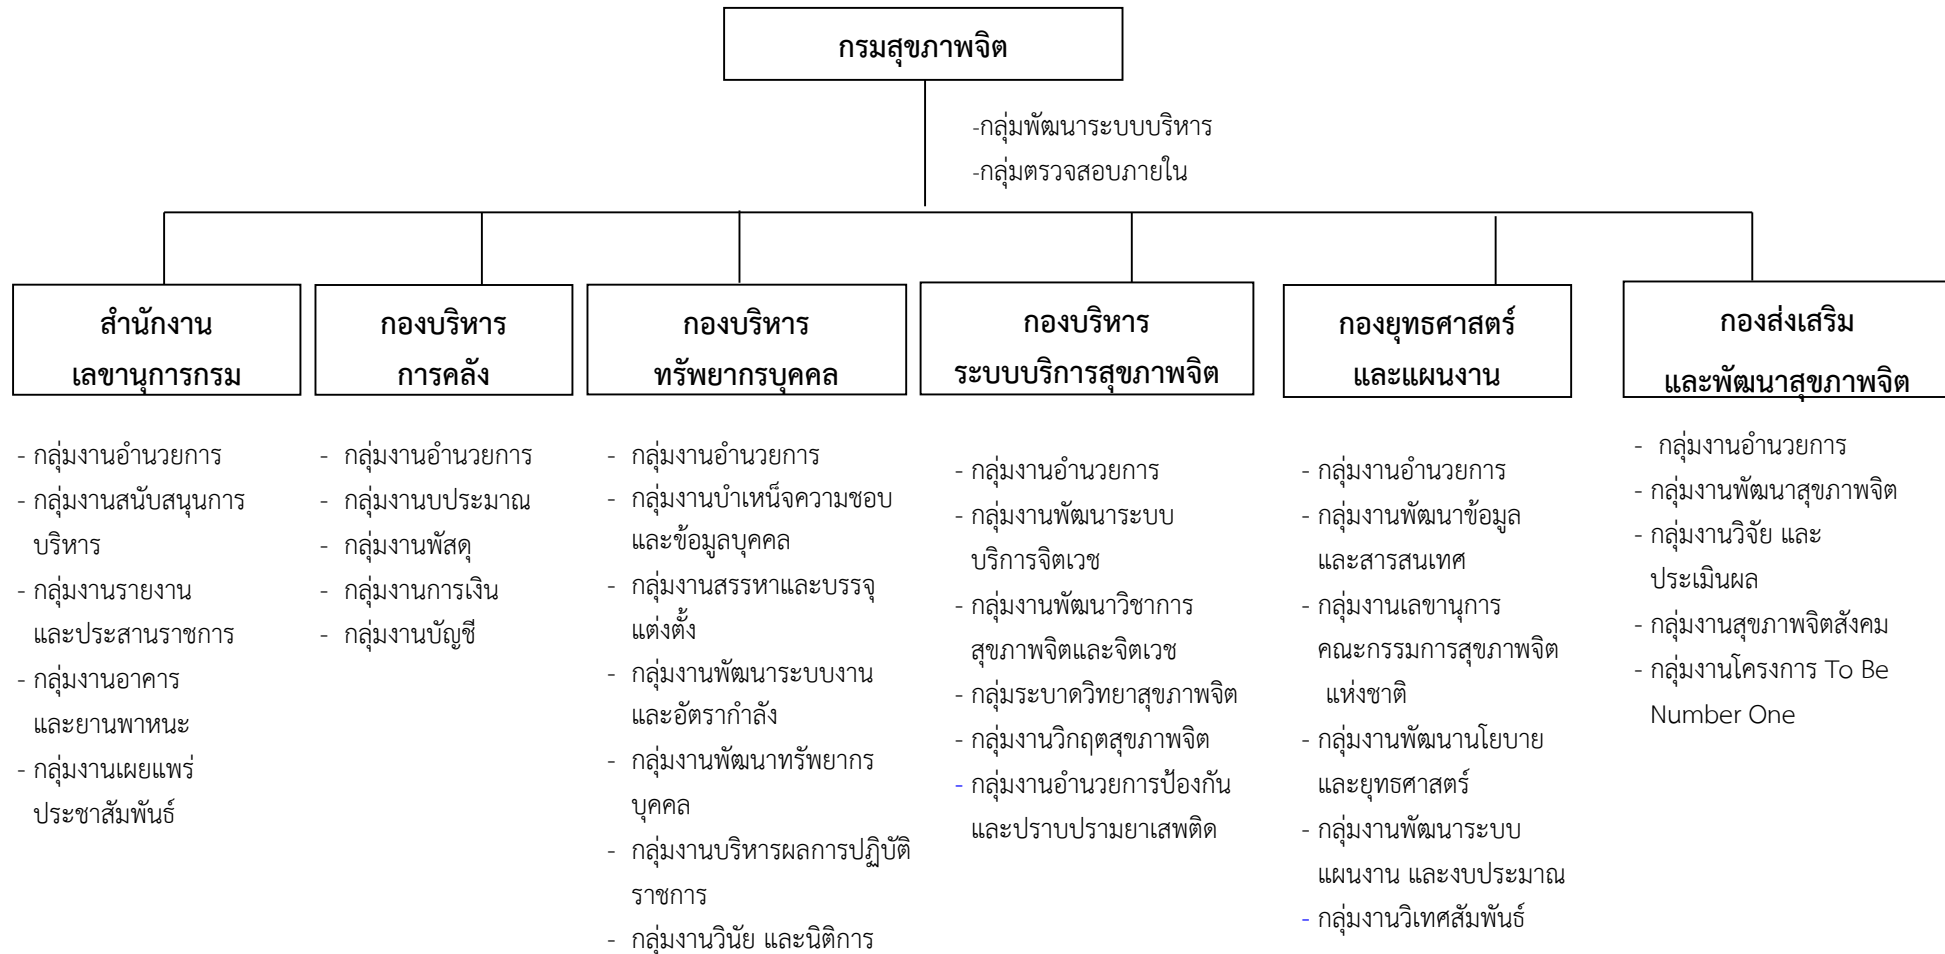 กรมสุขภาพจิต
-กลุ่มพัฒนาระบบบริหาร
-กลุ่มตรวจสอบภายใน
สำนักงาน
เลขานุการกรม
- กลุ่มงานอำนวยการ
- กลุ่มงานสนับสนุนการ
บริหาร
- กลุ่มงานรายงาน
และประสานราชการ
- กลุ่มงานอาคาร
และยานพาหนะ
- กลุ่มงานเผยแพร่
ประชาสัมพันธ์
กองบริหาร
การคลัง
- กลุ่มงานอำนวยการ
- กลุ่มงานบประมาณ
- กลุ่มงานพัสดุ
- กลุ่มงานการเงิน
- กลุ่มงานบัญชี
กองบริหาร
ทรัพยากรบุคคล
- กลุ่มงานอำนวยการ
- กลุ่มงานบำเหน็จความชอบ
และข้อมูลบุคคล
- กลุ่มงานสรรหาและบรรจุ
แต่งตั้ง
- กลุ่มงานพัฒนาระบบงาน
และอัตรากำลัง
- กลุ่มงานพัฒนาทรัพยากร
บุคคล
- กลุ่มงานบริหารผลการปฏิบัติ
ราชการ
- กลุ่มงานวินัย และนิติการ
กองบริหาร
ระบบบริการสุขภาพจิต
- กลุ่มงานอำนวยการ
- กลุ่มงานพัฒนาระบบ
บริการจิตเวช
- กลุ่มงานพัฒนาวิชาการ
สุขภาพจิตและจิตเวช
- กลุ่มระบาดวิทยาสุขภาพจิต
- กลุ่มงานวิกฤตสุขภาพจิต
- กลุ่มงานอำนวยการป้องกัน
และปราบปรามยาเสพติด
กองยุทธศาสตร์
และแผนงาน
- กลุ่มงานอำนวยการ
- กลุ่มงานพัฒนาข้อมูล
และสารสนเทศ
- กลุ่มงานเลขานุการ
คณะกรรมการสุขภาพจิต
แห่งชาติ
- กลุ่มงานพัฒนานโยบาย
และยุทธศาสตร์
- กลุ่มงานพัฒนาระบบ
แผนงาน และงบประมาณ
- กลุ่มงานวิเทศสัมพันธ์
กองส่งเสริม
และพัฒนาสุขภาพจิต
- กลุ่มงานอำนวยการ
- กลุ่มงานพัฒนาสุขภาพจิต
- กลุ่มงานวิจัย และ
ประเมินผล
- กลุ่มงานสุขภาพจิตสังคม
- กลุ่มงานโครงการ To Be
Number One